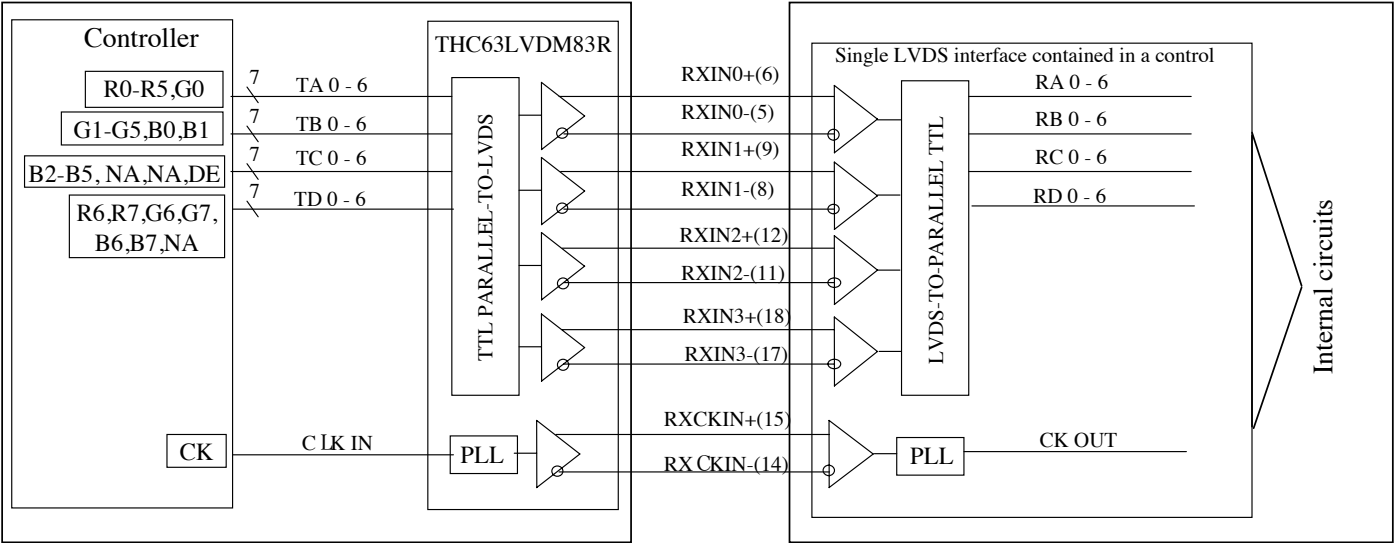 Controller
R0-R5,G0
G1-G5,B0,B1
B2-B5, NA,NA,DE
R6,R7,G6,G7,
B6,B7,NA
CK
7
TA 0 - 6
7
TB 0 - 6
7
TC 0 - 6
7
TD 0 - 6
CLK IN
THC63LVDM83R
TTL PARALLEL-TO-LVDS
PLL
RXIN0+(6)
RXIN0-(5)
RXIN1+(9)
RXIN1-(8)
RXIN2+(12)
RXIN2-(11)
RXIN3+(18)
RXIN3-(17)
RXCKIN+(15)
RXCKIN-(14)
Single LVDS interface contained in a control
LVDS-TO-PARALLEL TTL
PLL
RA 0 - 6
RB 0 - 6
RC 0 - 6
RD 0 - 6
CK OUT
Internal circuits